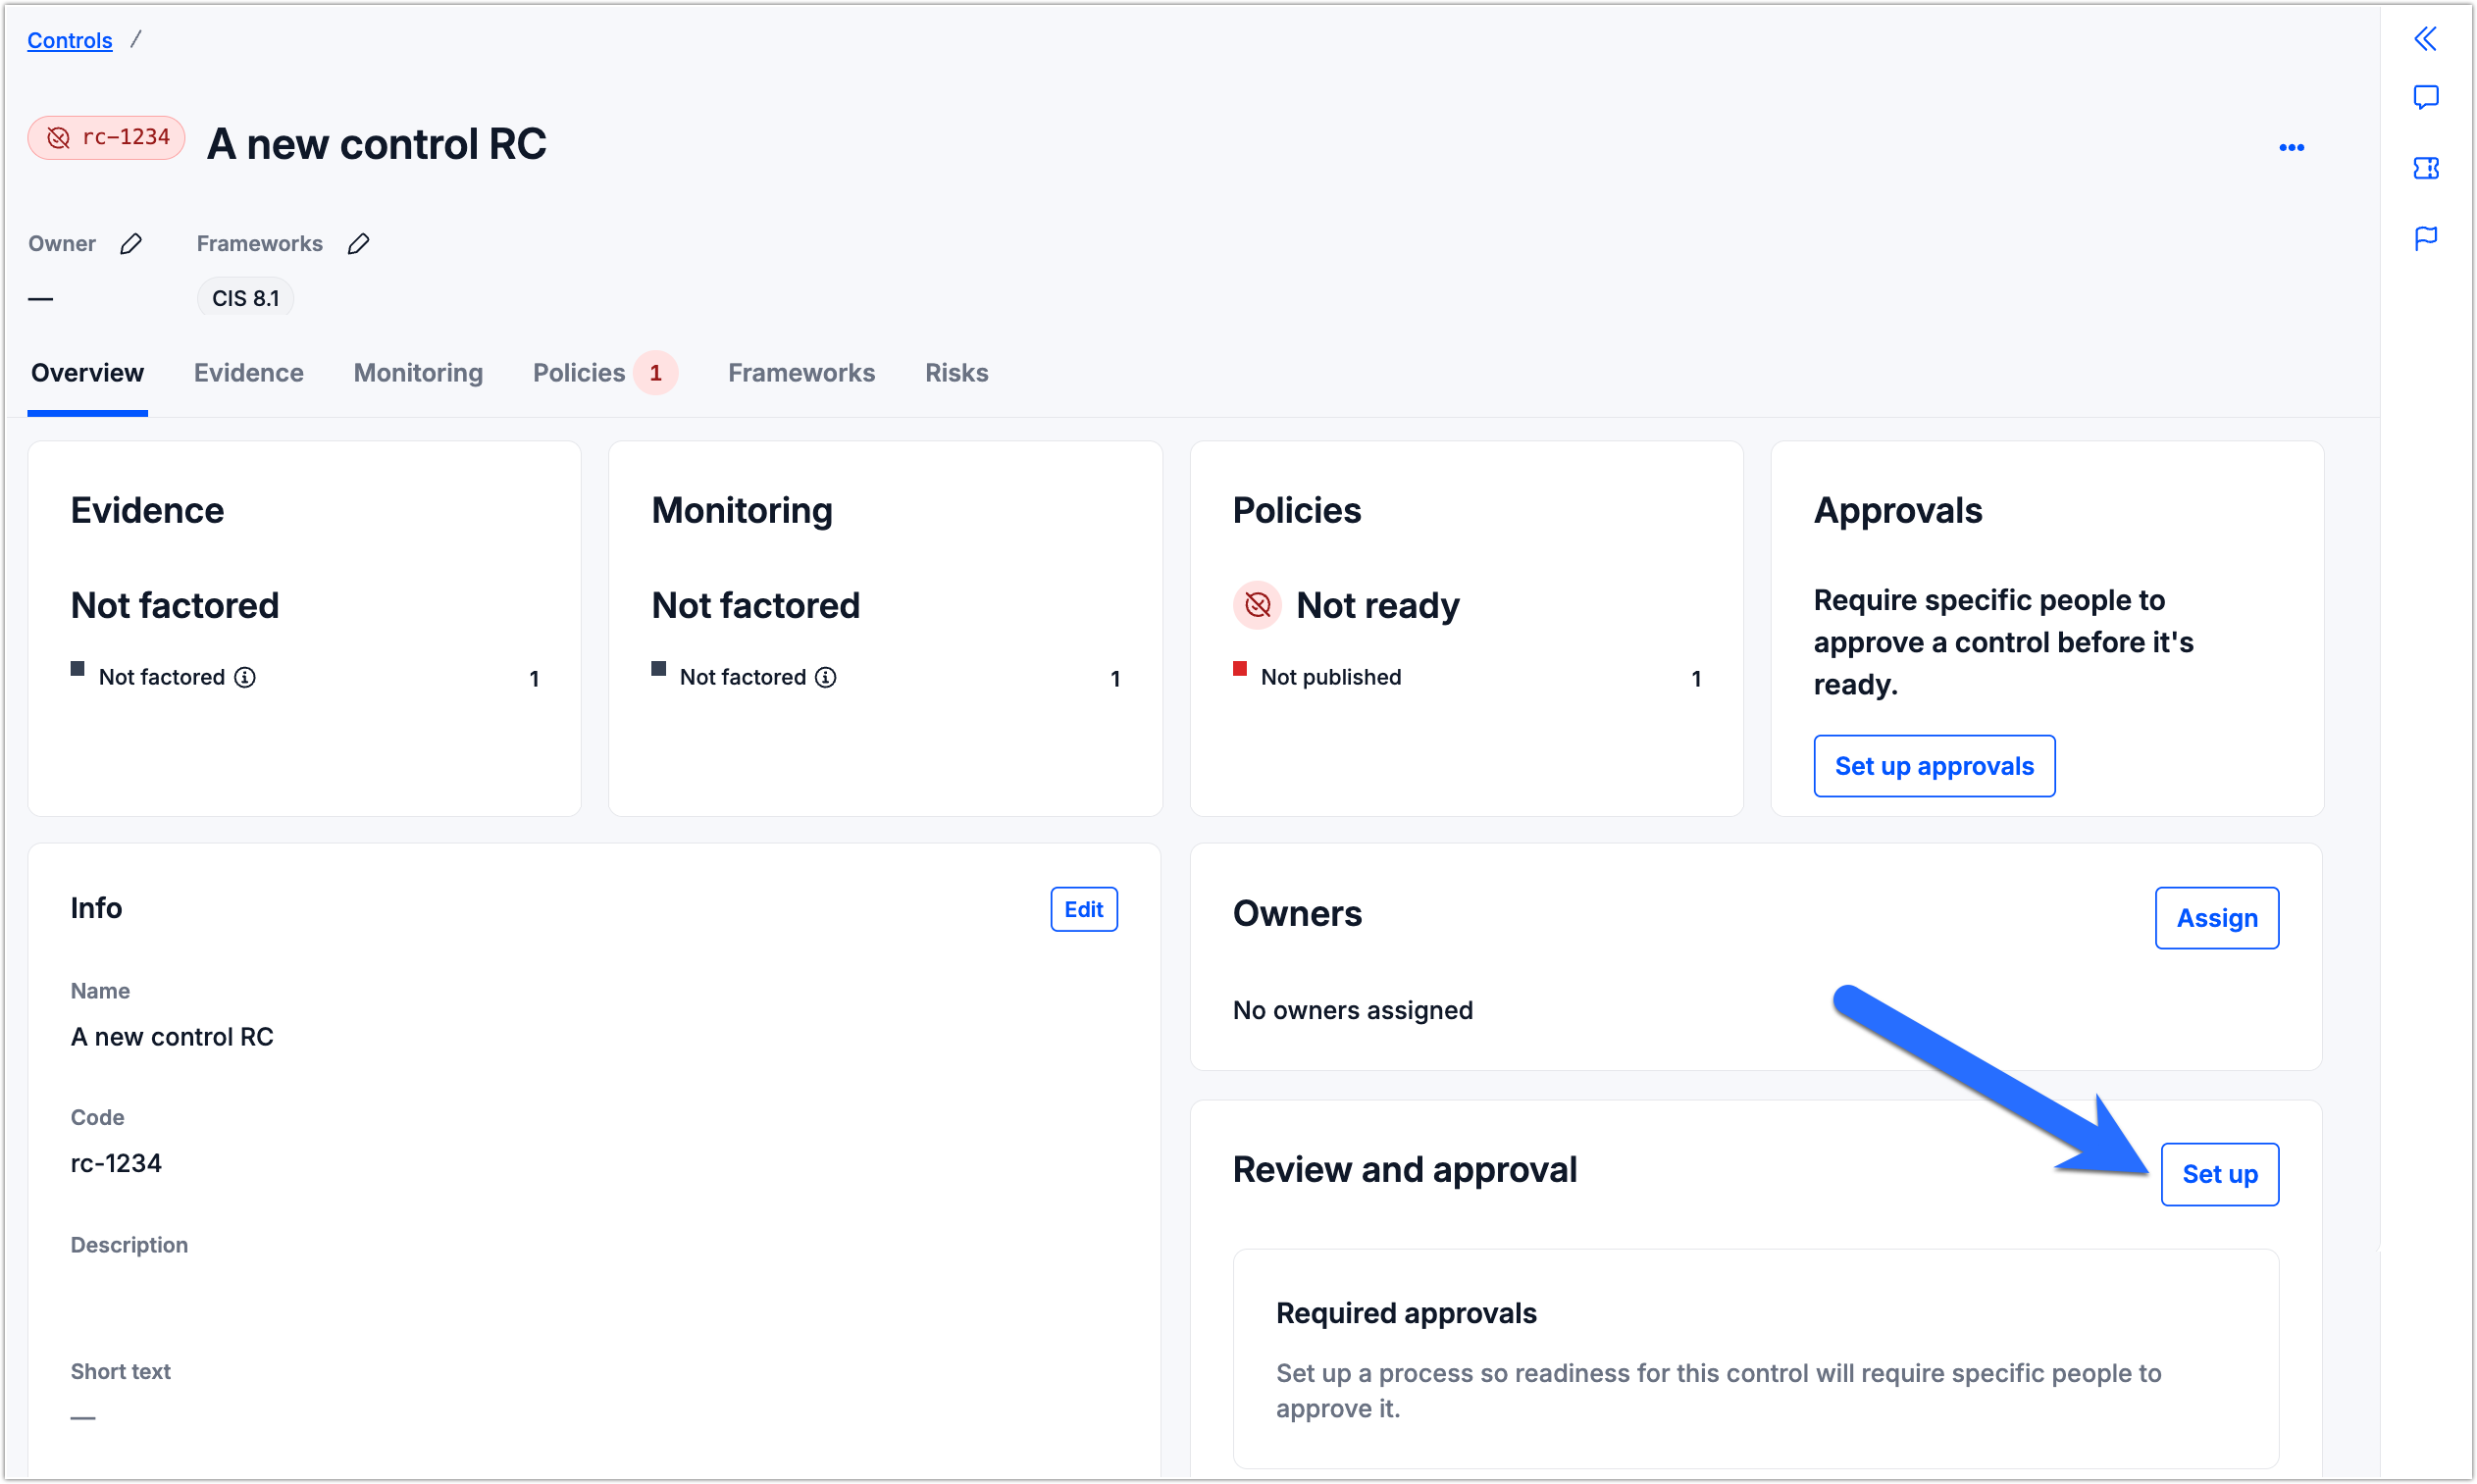 Controls /
rc-1234 A new control RC
Owner Frameworks
— CIS 8.1
Overview Evidence Monitoring Policies 1 Frameworks Risks
Evidence
Not factored
Not factored 1
Monitoring
Not factored
Not factored 1
Policies
Not ready
Not published 1
Approvals
Require specific people to
approve a control before it's
ready.
Set up approvals
Info Edit
Name
A new control RC
Code
rc-1234
Description
Short text
—
Owners Assign
No owners assigned
Review and approval Set up
Required approvals
Set up a process so readiness for this control will require specific people to
approve it.